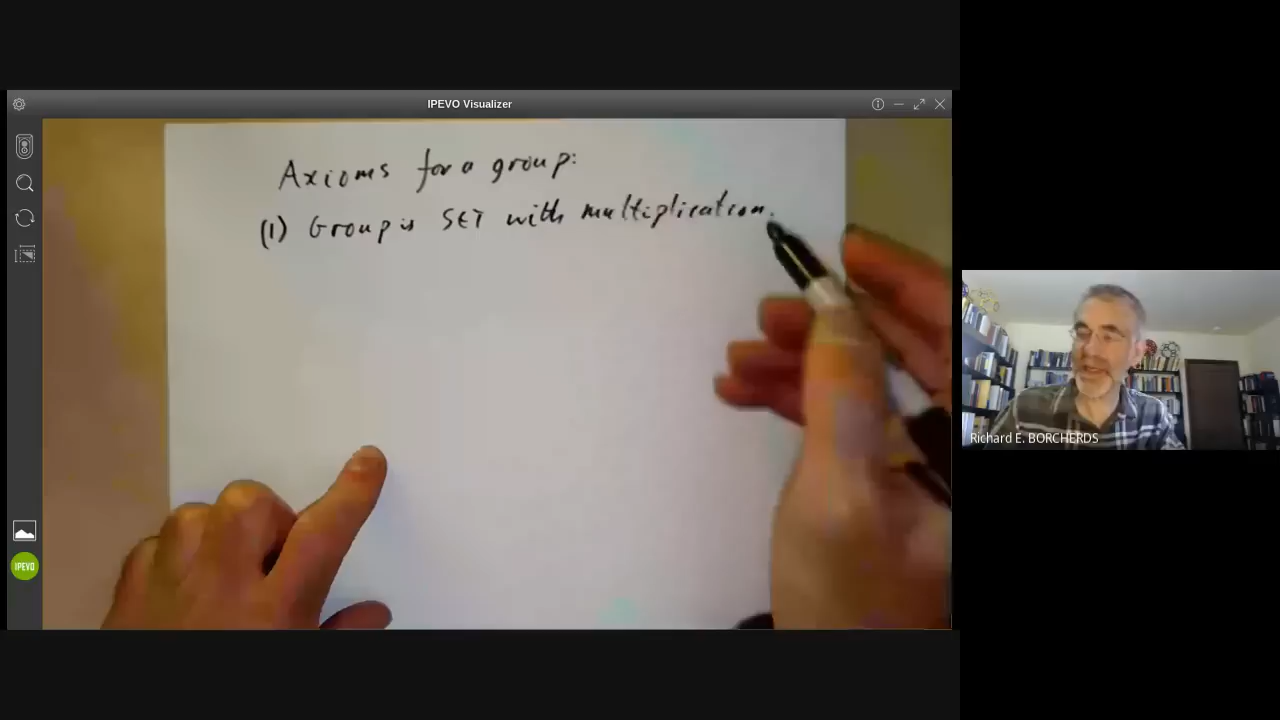 IPEVO Visualizer
Axioms for a group:
(1) Group is SET with multiplication.
IPEVO
Richard E. BORCHERDS